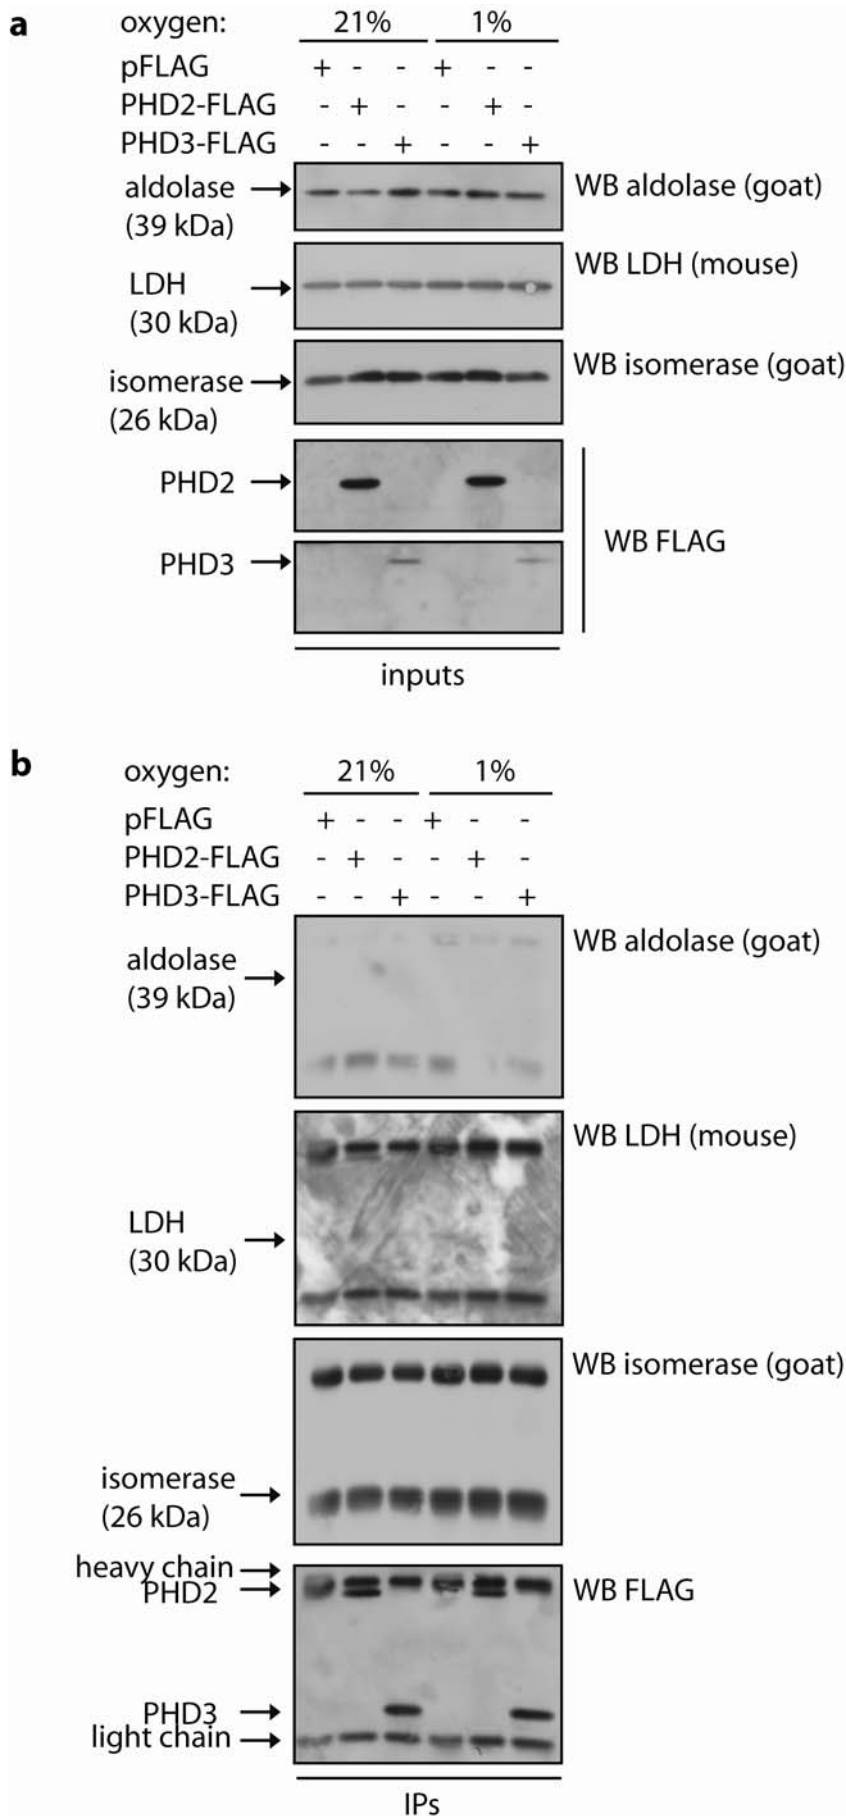 a
oxygen: 21% 1%
pFLAG + - - + - -
PHD2-FLAG - + - - + -
PHD3-FLAG - - + - - +
aldolase WB aldolase (goat)
(39 kDa)
WB LDH (mouse)
LDH
(30 kDa)
WB isomerase (goat)
isomerase
(26 kDa)
PHD2
WB FLAG
PHD3
inputs
b
oxygen: 21% 1%
pFLAG + - - + - -
PHD2-FLAG - + - - + -
PHD3-FLAG - - + - - +
WB aldolase (goat)
aldolase
(39 kDa)
WB LDH (mouse)
LDH
(30 kDa)
WB isomerase (goat)
isomerase
(26 kDa)
heavy chain
PHD2 WB FLAG
PHD3
light chain
IPs